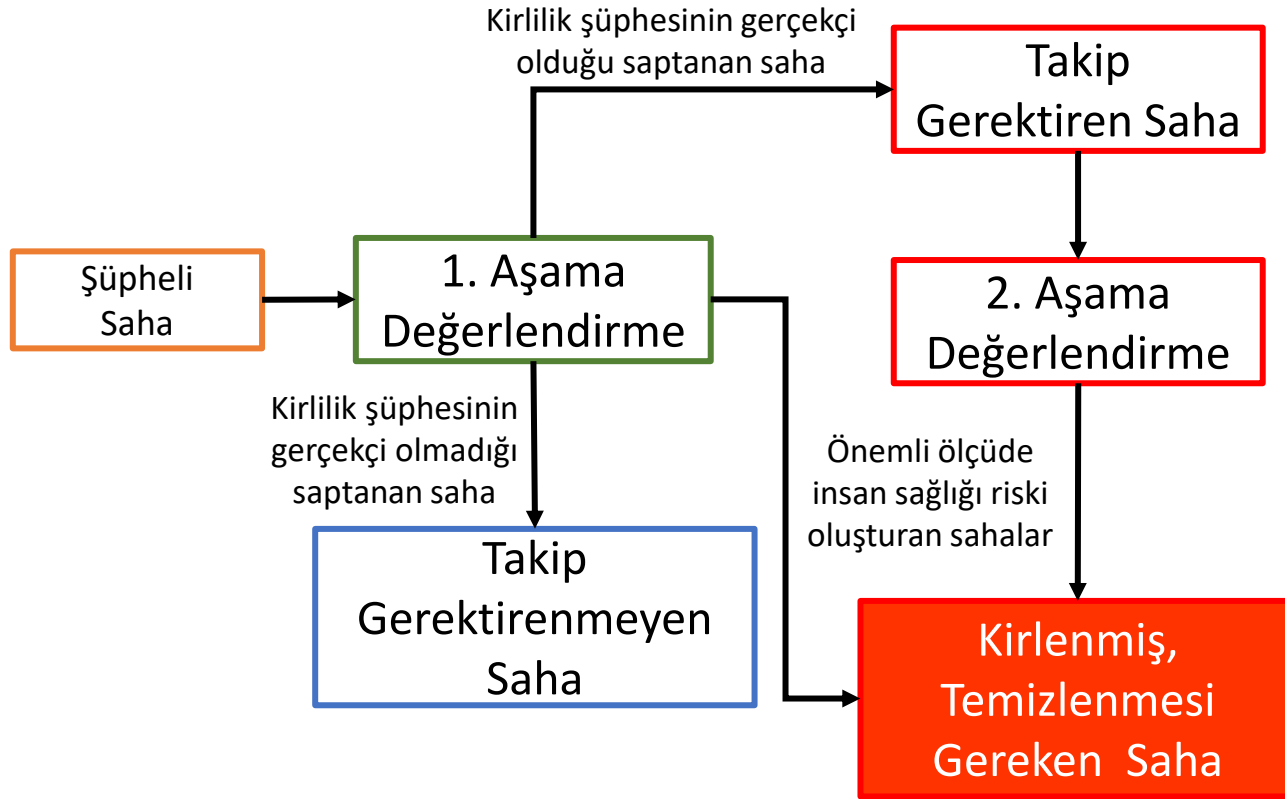 Kirlilik şüphesinin gerçekçi
olduğu saptanan saha
Takip
Gerektiren Saha
Şüpheli
Saha
1. Aşama
Değerlendirme
2. Aşama
Değerlendirme
Kirlilik şüphesinin
gerçekçi olmadığı
saptanan saha
Önemli ölçüde
insan sağlığı riski
oluşturan sahalar
Takip
Gerektirenmeyen
Saha
Kirlenmiş,
Temizlenmesi
Gereken  Saha